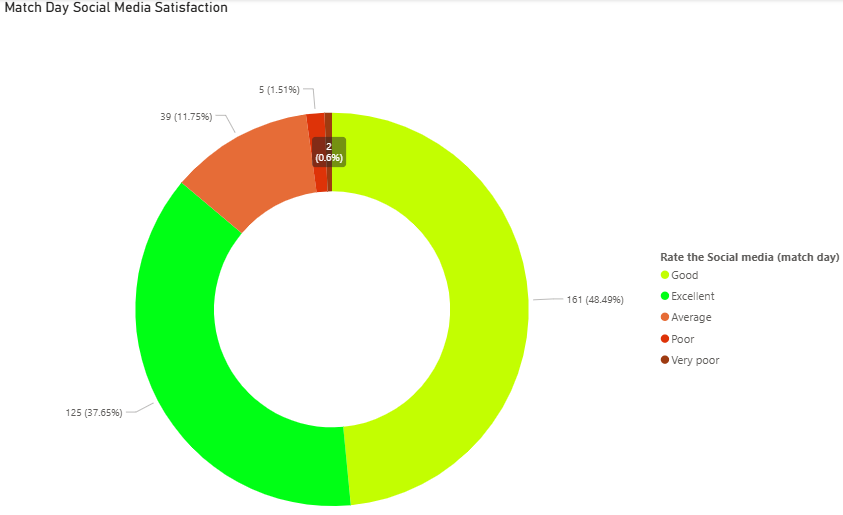 Match Day Social Media Satisfaction
5 (1.51%)
39 (11.75%)
2
(0.6%)
161 (48.49%)
125 (37.65%)
Rate the Social media (match day)
Good
Excellent
Average
Poor
Very poor